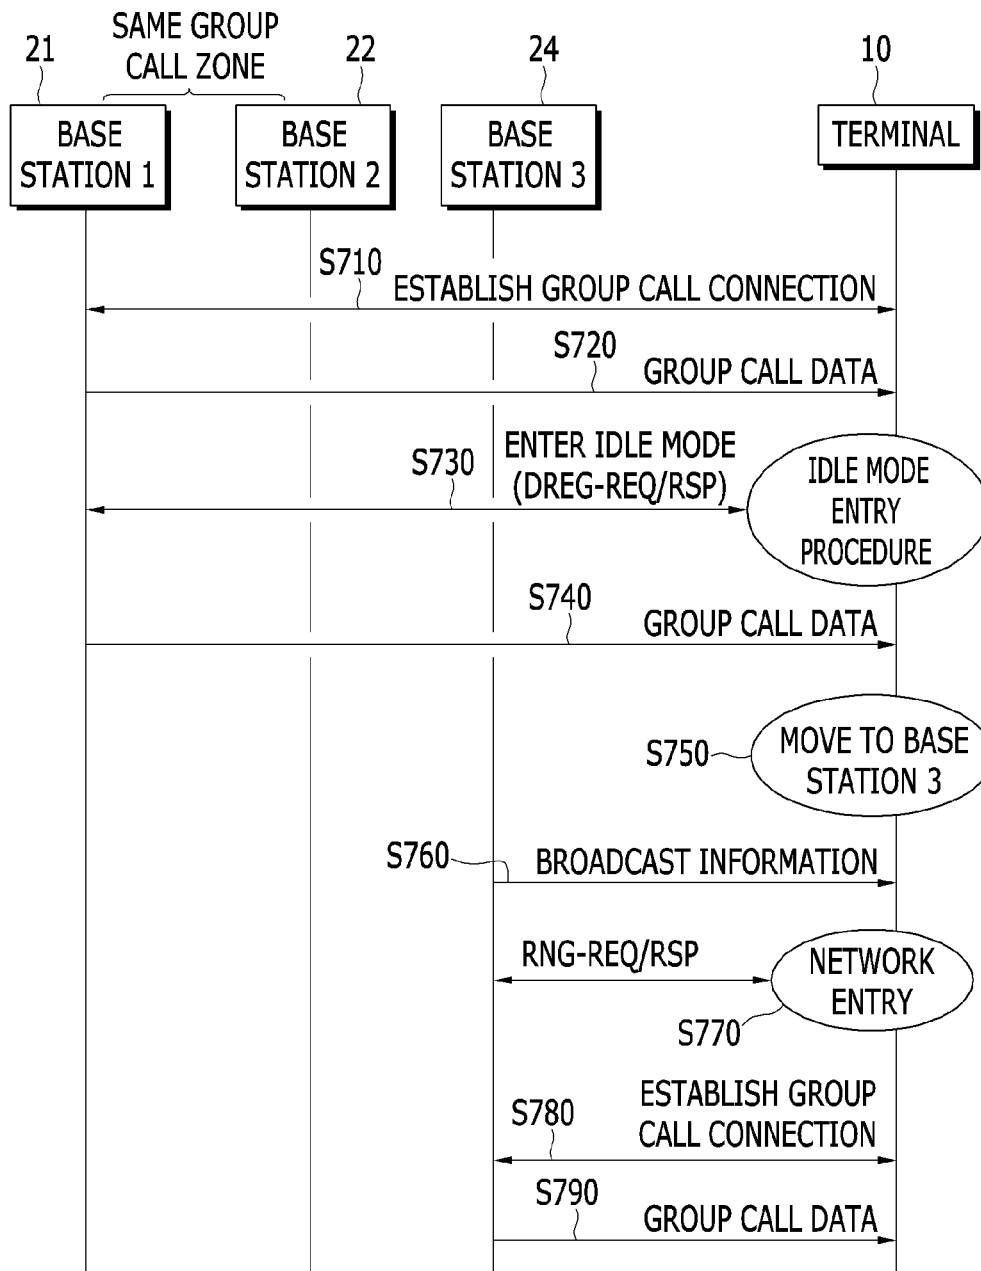 SAME GROUP
CALL ZONE
21
22
24
10
BASE
STATION 1
BASE
STATION 2
BASE
STATION 3
TERMINAL
S710
ESTABLISH GROUP CALL CONNECTION
S720
GROUP CALL DATA
S730
ENTER IDLE MODE
(DREG-REQ/RSP)
IDLE MODE
ENTRY
PROCEDURE
S740
GROUP CALL DATA
S750
MOVE TO BASE
STATION 3
S760
BROADCAST INFORMATION
RNG-REQ/RSP
NETWORK
ENTRY
S770
ESTABLISH GROUP
CALL CONNECTION
S780
S790
GROUP CALL DATA